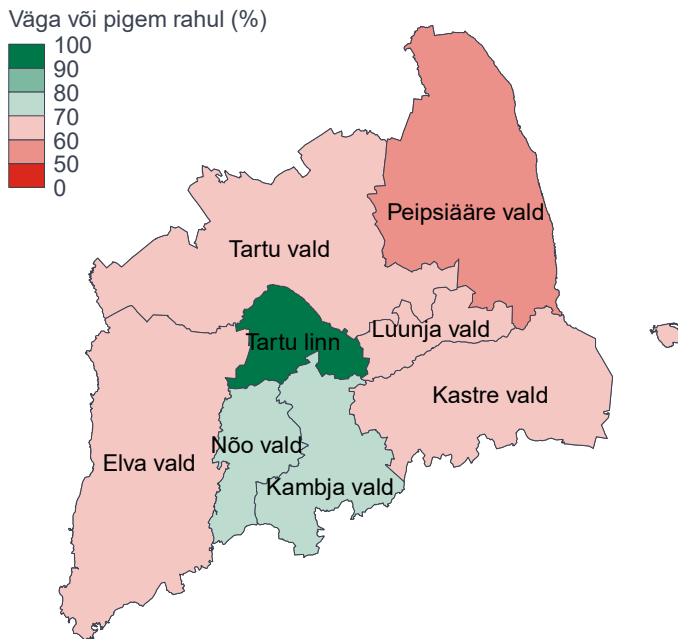 Väga või pigem rahul (%)
100
90
80
70
60
50
0
Peipsiääre vald
Tartu vald
Luunja vald
Tartu linn
Kastre vald
Nõo vald
Elva vald
Kambja vald